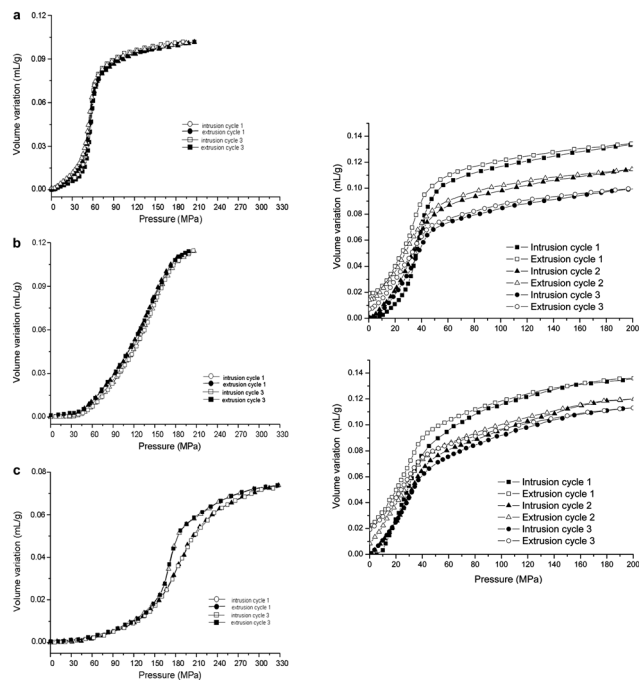 a
0.12
0.09
0.06
0.03
0.00
Volume variation (mL/g)
intrusion cycle 1
extrusion cycle 1
intrusion cycle 3
extrusion cycle 3
0 30 60 90 120 150 180 210 240 270 300 330
Pressure (MPa)
b
0.12
0.09
0.06
0.03
0.00
Volume variation (mL/g)
intrusion cycle 1
extrusion cycle 1
intrusion cycle 3
extrusion cycle 3
0 30 60 90 120 150 180 210 240 270 300 330
Pressure (MPa)
c
0.08
0.06
0.04
0.02
0.00
Volume variation (mL/g)
intrusion cycle 1
extrusion cycle 1
intrusion cycle 3
extrusion cycle 3
0 30 60 90 120 150 180 210 240 270 300 330
Pressure (MPa)
0.14
0.12
0.10
0.08
0.06
0.04
0.02
0.00
Volume variation (mL/g)
Intrusion cycle 1
Extrusion cycle 1
Intrusion cycle 2
Extrusion cycle 2
Intrusion cycle 3
Extrusion cycle 3
0 20 40 60 80 100 120 140 160 180 200
0.14
0.12
0.10
0.08
0.06
0.04
0.02
0.00
Volume variation (mL/g)
Intrusion cycle 1
Extrusion cycle 1
Intrusion cycle 2
Extrusion cycle 2
Intrusion cycle 3
Extrusion cycle 3
0 20 40 60 80 100 120 140 160 180 200
Pressure (MPa)